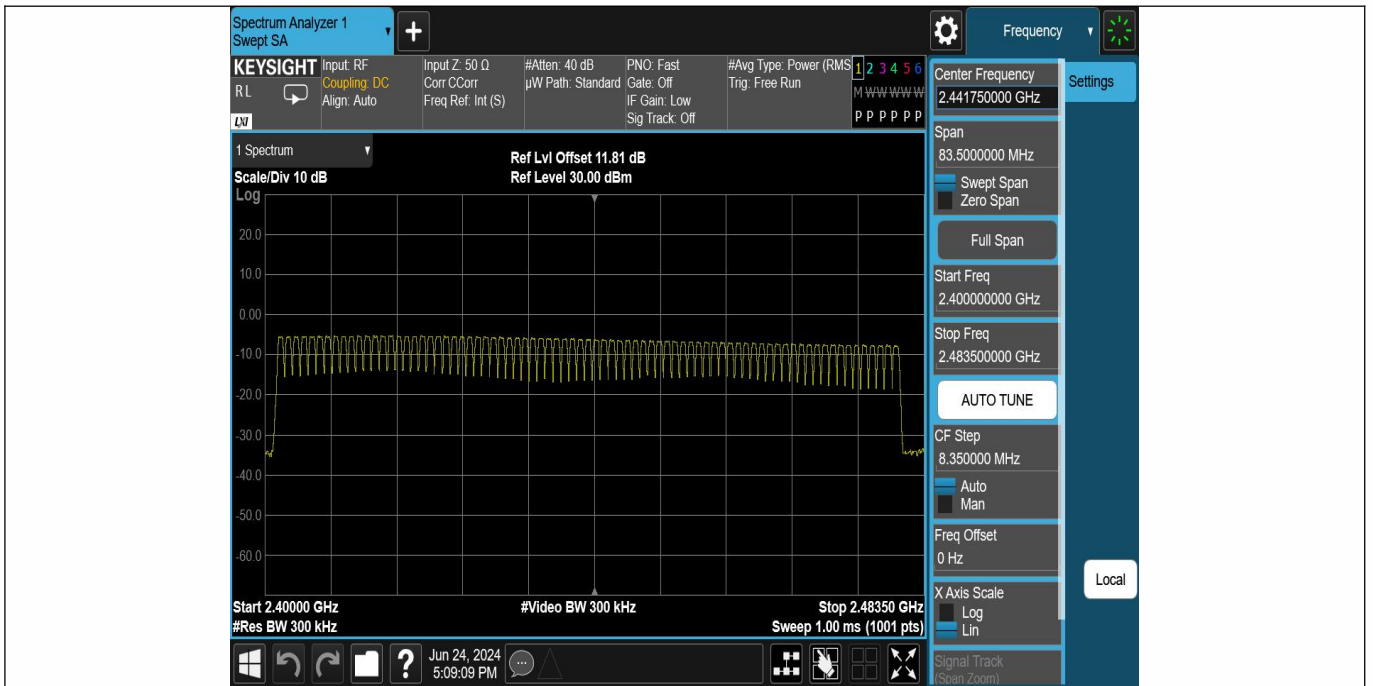 Spectrum Analyzer 1
Swept SA
+
Frequency
KEYSIGHT
RL
LXI
Input: RF
Coupling: DC
Align: Auto
Input Z: 50 Ω
Corr CCorr
Freq Ref: Int (S)
#Atten: 40 dB
µW Path: Standard
PNO: Fast
Gate: Off
IF Gain: Low
Sig Track: Off
#Avg Type: Power (RMS
Trig: Free Run
1 2 3 4 5 6
M W W W W W
P P P P P P
Center Frequency
2.441750000 GHz
Settings
Span
83.5000000 MHz
Swept Span
Zero Span
Full Span
Start Freq
2.400000000 GHz
Stop Freq
2.483500000 GHz
AUTO TUNE
CF Step
8.350000 MHz
Auto
Man
Freq Offset
0 Hz
X Axis Scale
Log
Lin
Signal Track
(Span Zoom)
Local
1 Spectrum
Scale/Div 10 dB
Ref Lvl Offset 11.81 dB
Ref Level 30.00 dBm
Log
20.0
10.0
0.00
-10.0
-20.0
-30.0
-40.0
-50.0
-60.0
Start 2.40000 GHz
#Video BW 300 kHz
Stop 2.48350 GHz
#Res BW 300 kHz
Sweep 1.00 ms (1001 pts)
?
Jun 24, 2024
5:09:09 PM